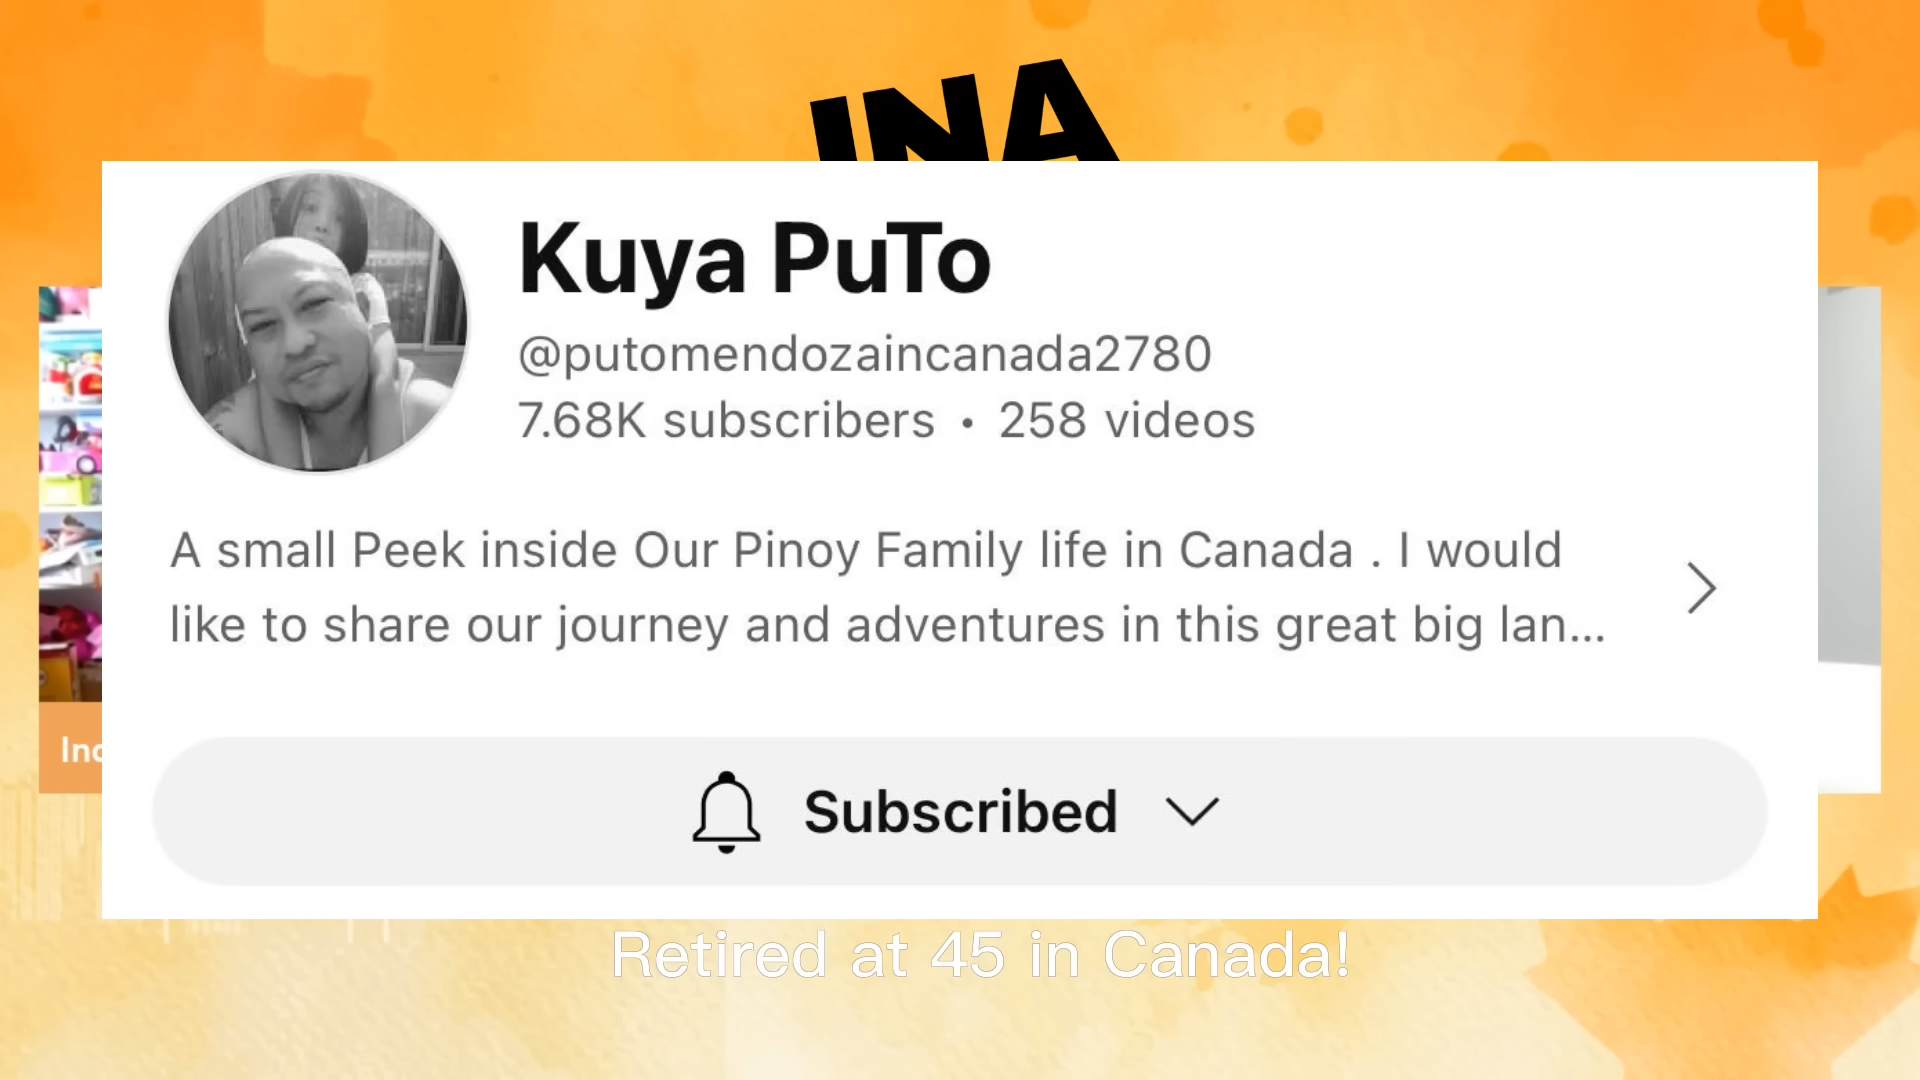 INA
Kuya PuTo
@putomendozaincanada2780
7.68K subscribers • 258 videos
A small Peek inside Our Pinoy Family life in Canada . I would
like to share our journey and adventures in this great big lan...
Subscribed
Retired at 45 in Canada!